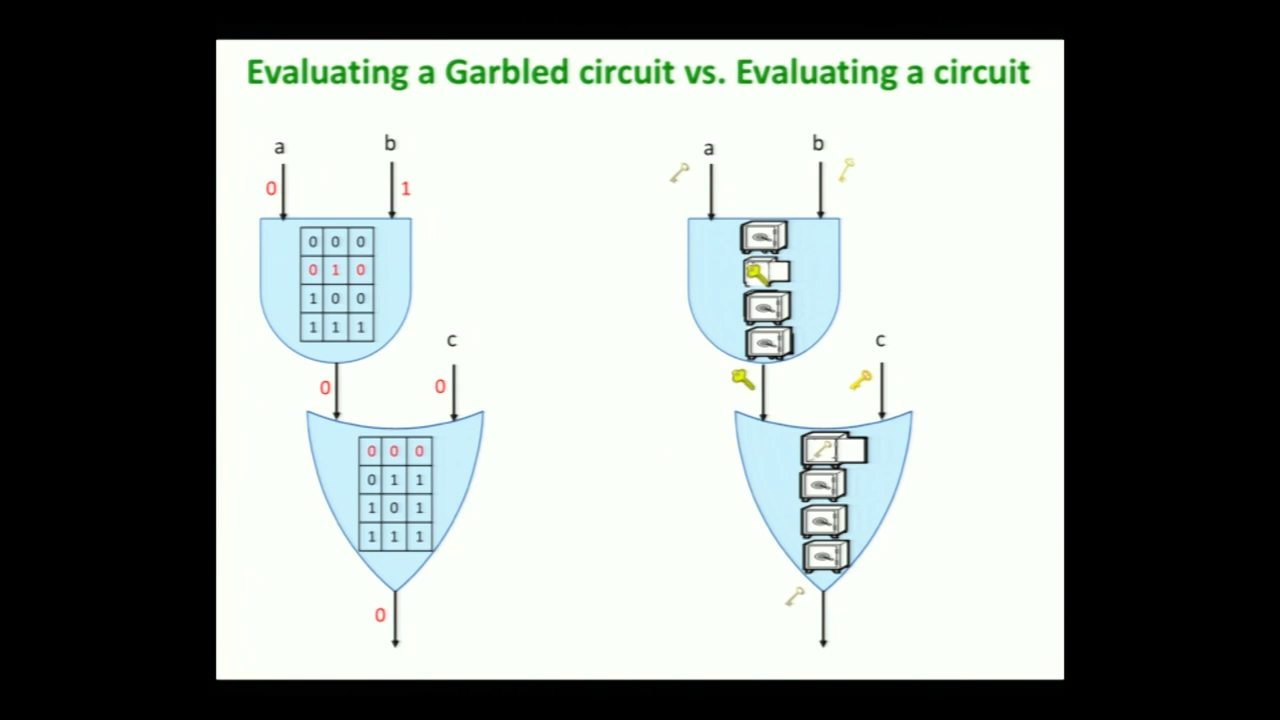 Evaluating a Garbled circuit vs. Evaluating a circuit
a b
0 1
0 0 0
0 1 0
1 0 0
1 1 1
c
0 0
0 0 0
0 1 1
1 0 1
1 1 1
0
a b
c